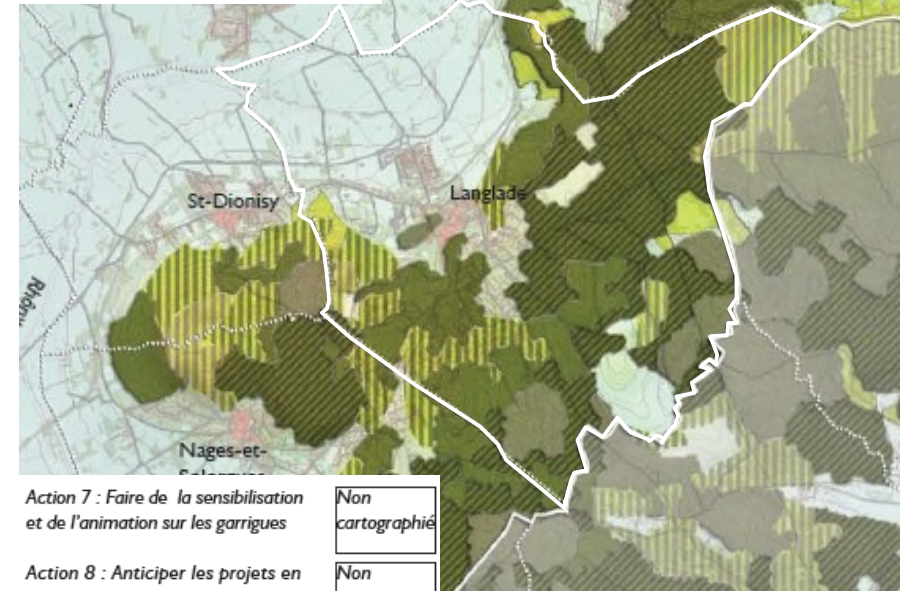 St-Dionisy
Langlade
Nages-et-
Action 7 : Faire de la sensibilisation
et de l'animation sur les garrigues
Non
cartographié
Action 8 : Anticiper les projets en
Non